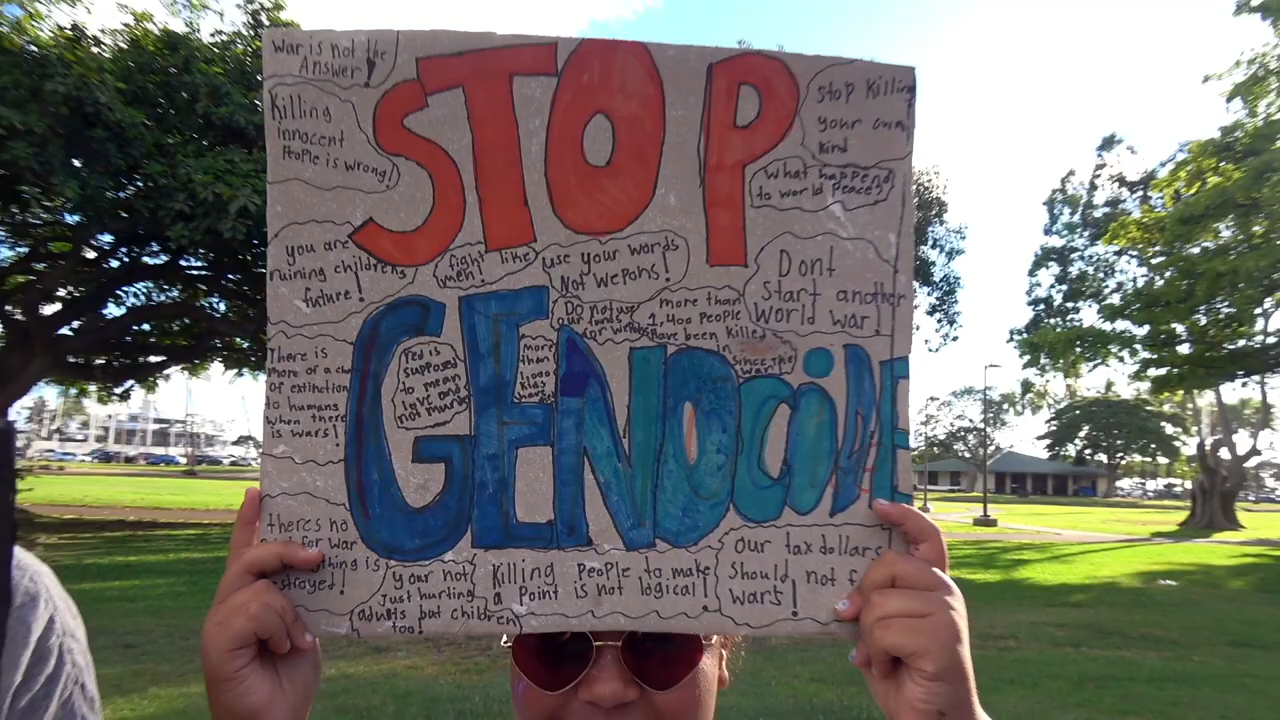 War is not the
Answer!
STOP
Killing
innocent
People is wrong!
Stop Killing
your own
kind
What happend
to world Peace?
you are
ruining childrens
future!
fight like
men!
use your words
Not Wepons!
Dont
Start another
World war!
Do not use
our funds
for Wepons
more than
1,400 People
Have been killed
in
since the
war!
GENOCIDE
There is
more of a
of extinction
to humans
when there
is wars!
Red is
supposed
to mean
love and
not murder
more
than
1,000
kids
have
theres no
for war
thing is
stroyed!
your not
Just hurting
adults but children
too!
Killing People to make
a Point is not logical!
Our tax dollars
Should not f
wars!